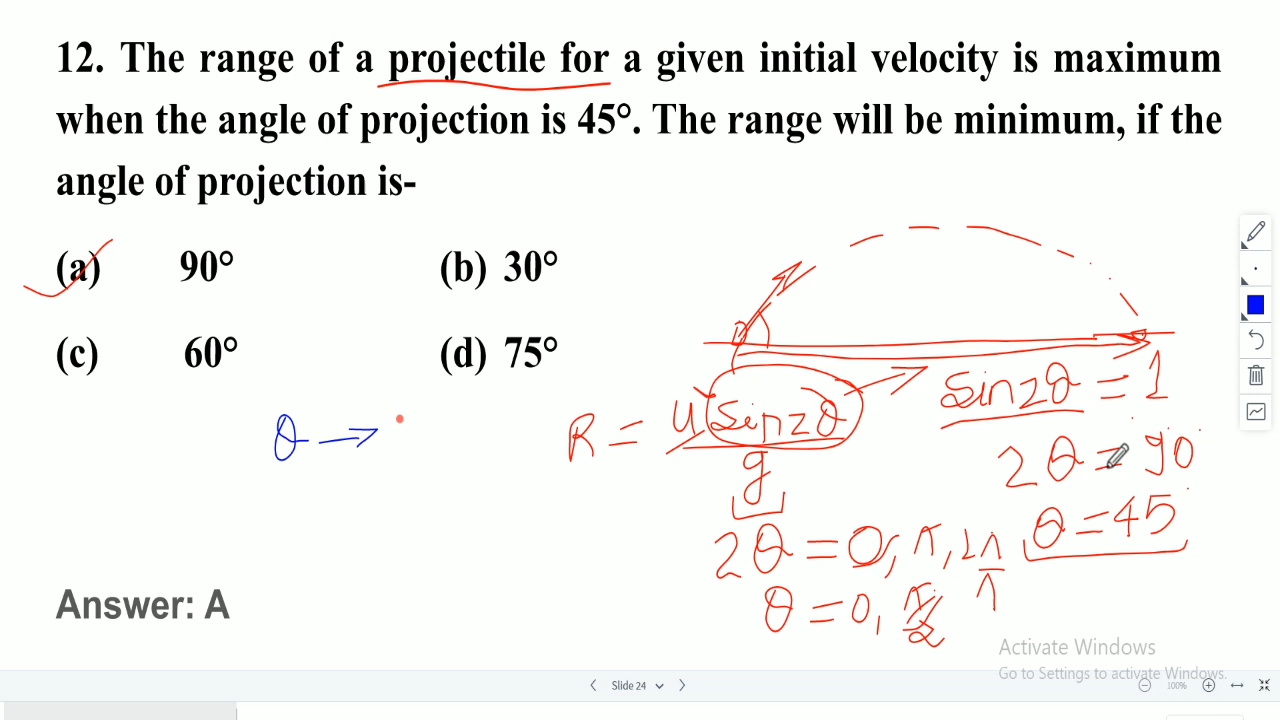 12. The range of a projectile for a given initial velocity is maximum
when the angle of projection is 45°. The range will be minimum, if the
angle of projection is-
(a) 90° (b) 30°
(c) 60° (d) 75°
θ →
R = u² sin2θ / g
sin2θ = 1
2θ = 90
θ = 45
2θ = 0, π, 2π
θ = 0, π/2 π
Answer: A
Activate Windows
Go to Settings to activate Windows.
Slide 24
100%